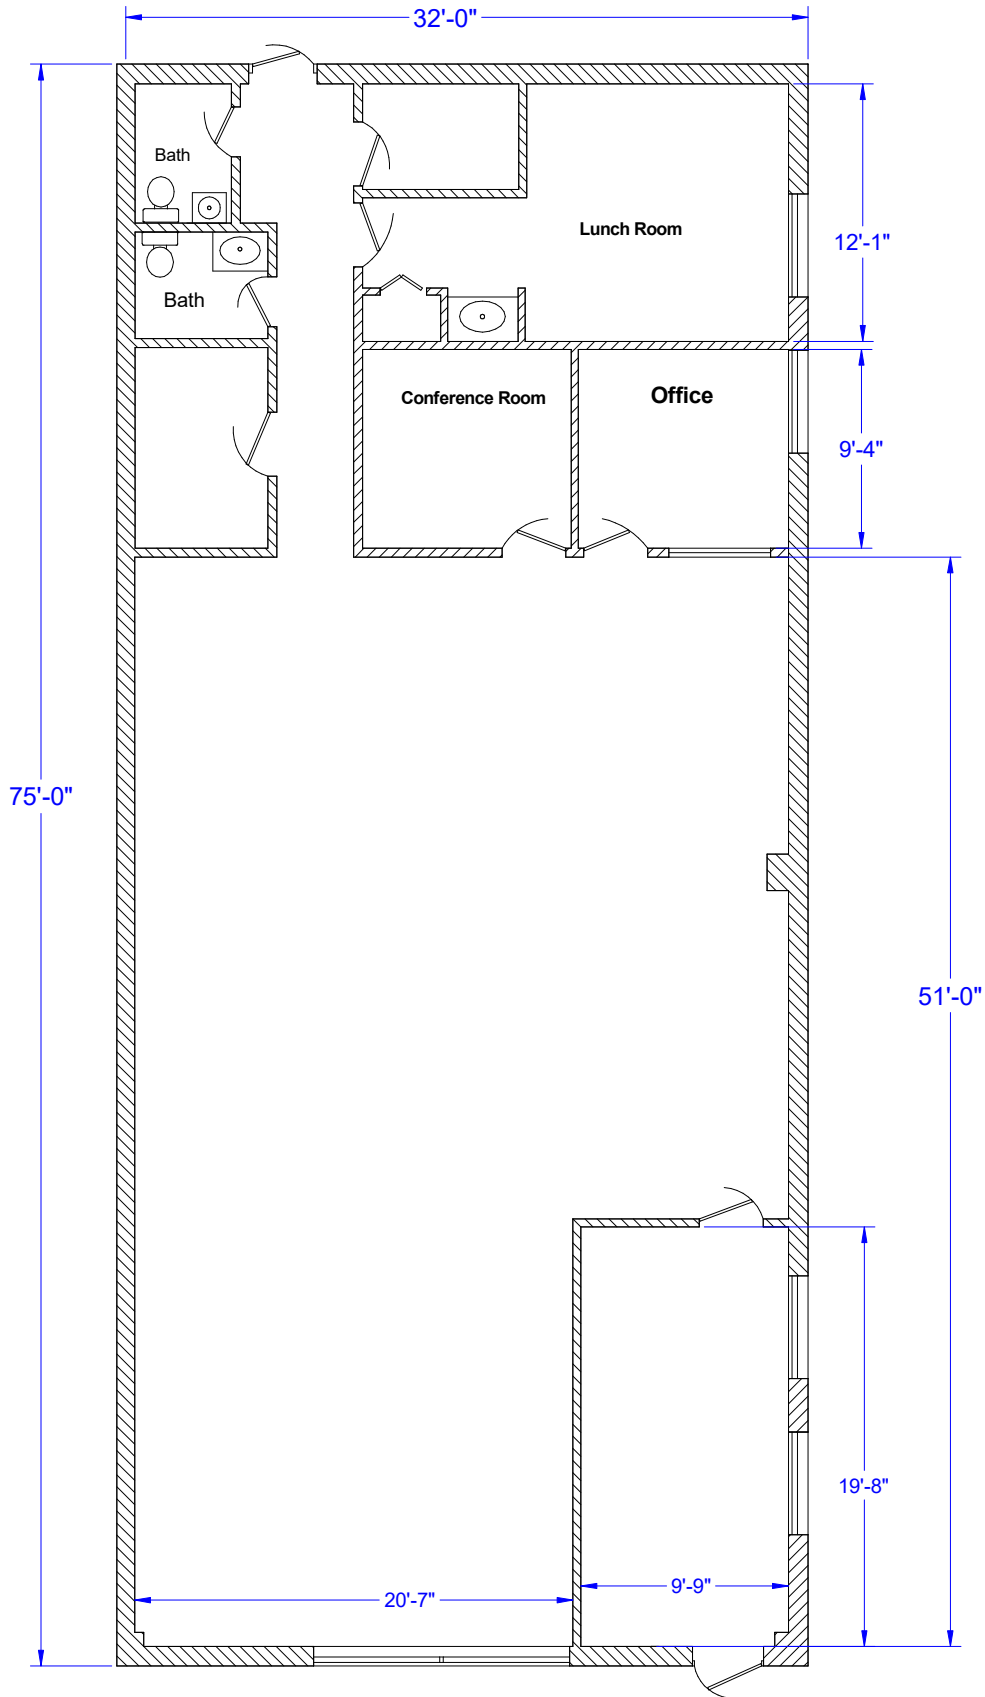 32'-0"
Bath
Lunch Room
12'-1"
Bath
Conference Room
Office
9'-4"
75'-0"
51'-0"
19'-8"
9'-9"
20'-7"